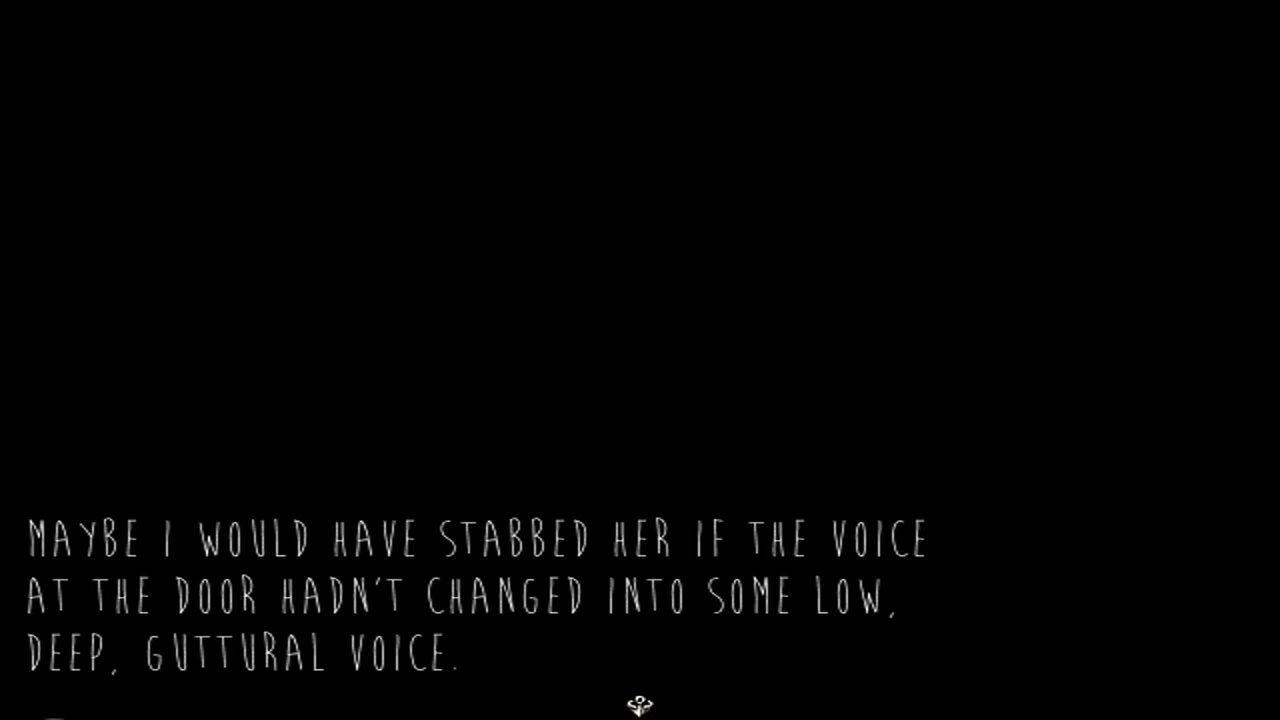 MAYBE I WOULD HAVE STABBED HER IF THE VOICE
AT THE DOOR HADN'T CHANGED INTO SOME LOW,
DEEP, GUTTURAL VOICE.